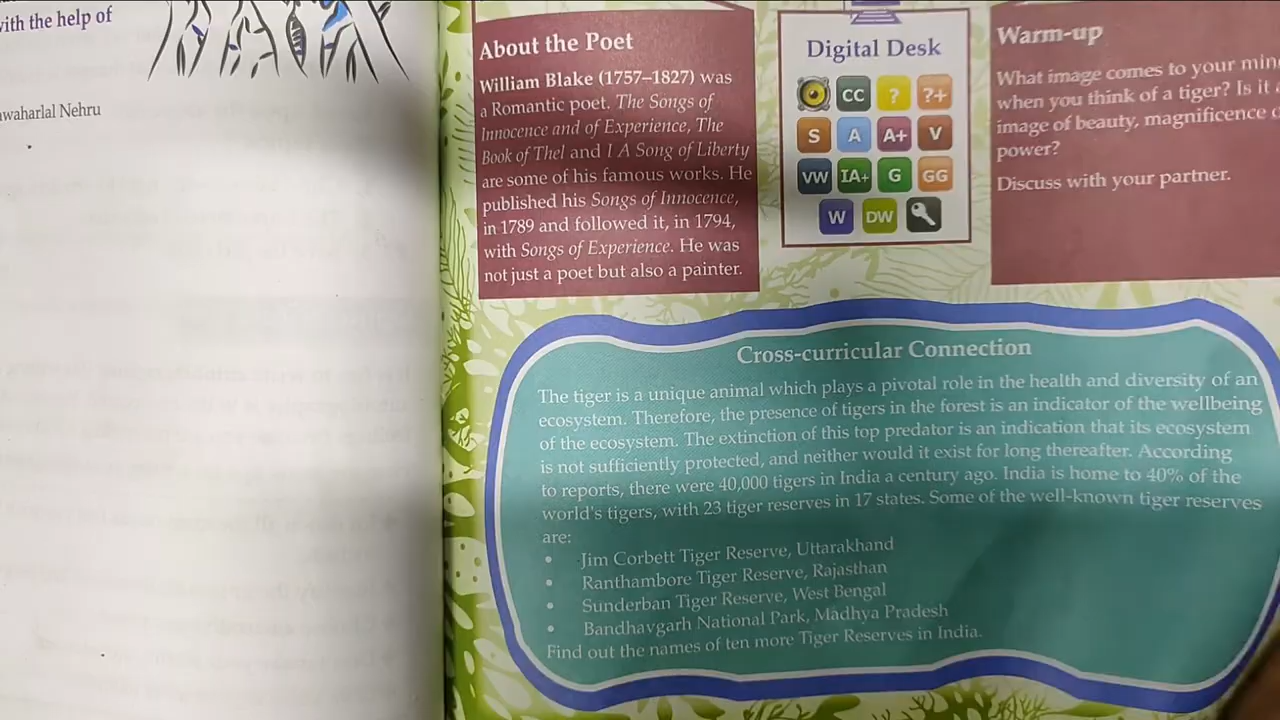 with the help of
awaharlal Nehru
About the Poet
William Blake (1757–1827) was
a Romantic poet. The Songs of
Innocence and of Experience, The
Book of Thel and I A Song of Liberty
are some of his famous works. He
published his Songs of Innocence,
in 1789 and followed it, in 1794,
with Songs of Experience. He was
not just a poet but also a painter.
Digital Desk
CC ? ?+
S A A+ V
VW IA+ G GG
W DW
Warm-up
What image comes to your min
when you think of a tiger? Is it
image of beauty, magnificence
power?
Discuss with your partner.
Cross-curricular Connection
The tiger is a unique animal which plays a pivotal role in the health and diversity of an
ecosystem. Therefore, the presence of tigers in the forest is an indicator of the wellbeing
of the ecosystem. The extinction of this top predator is an indication that its ecosystem
is not sufficiently protected, and neither would it exist for long thereafter. According
to reports, there were 40,000 tigers in India a century ago. India is home to 40% of the
world's tigers, with 23 tiger reserves in 17 states. Some of the well-known tiger reserves
are:
• Jim Corbett Tiger Reserve, Uttarakhand
• Ranthambore Tiger Reserve, Rajasthan
• Sunderban Tiger Reserve, West Bengal
• Bandhavgarh National Park, Madhya Pradesh
Find out the names of ten more Tiger Reserves in India.